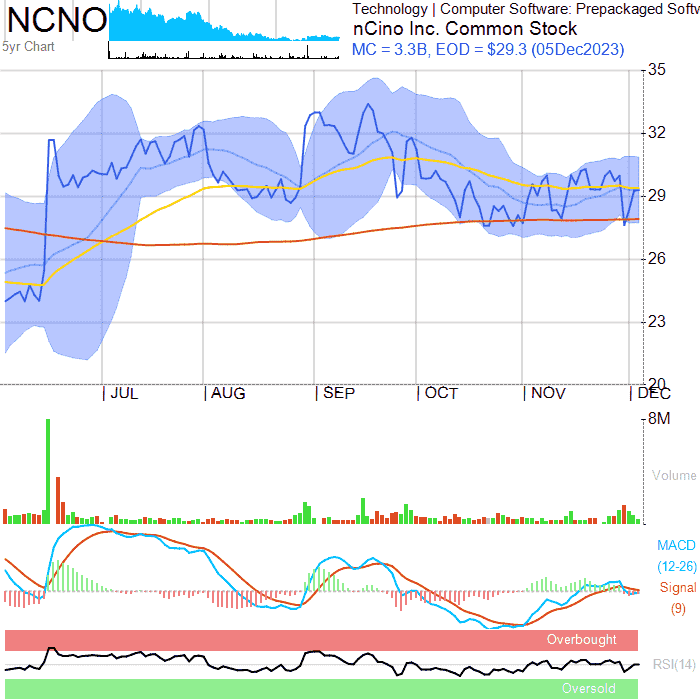 NCNO
5yr Chart
Technology | Computer Software: Prepackaged Softw
nCino Inc. Common Stock
MC = 3.3B, EOD = $29.3 (05Dec2023)
35
32
29
26
23
20
| JUL | AUG | SEP | OCT | NOV | DEC
8M
Volume
MACD
(12-26)
Signal
(9)
Overbought
RSI(14)
Oversold